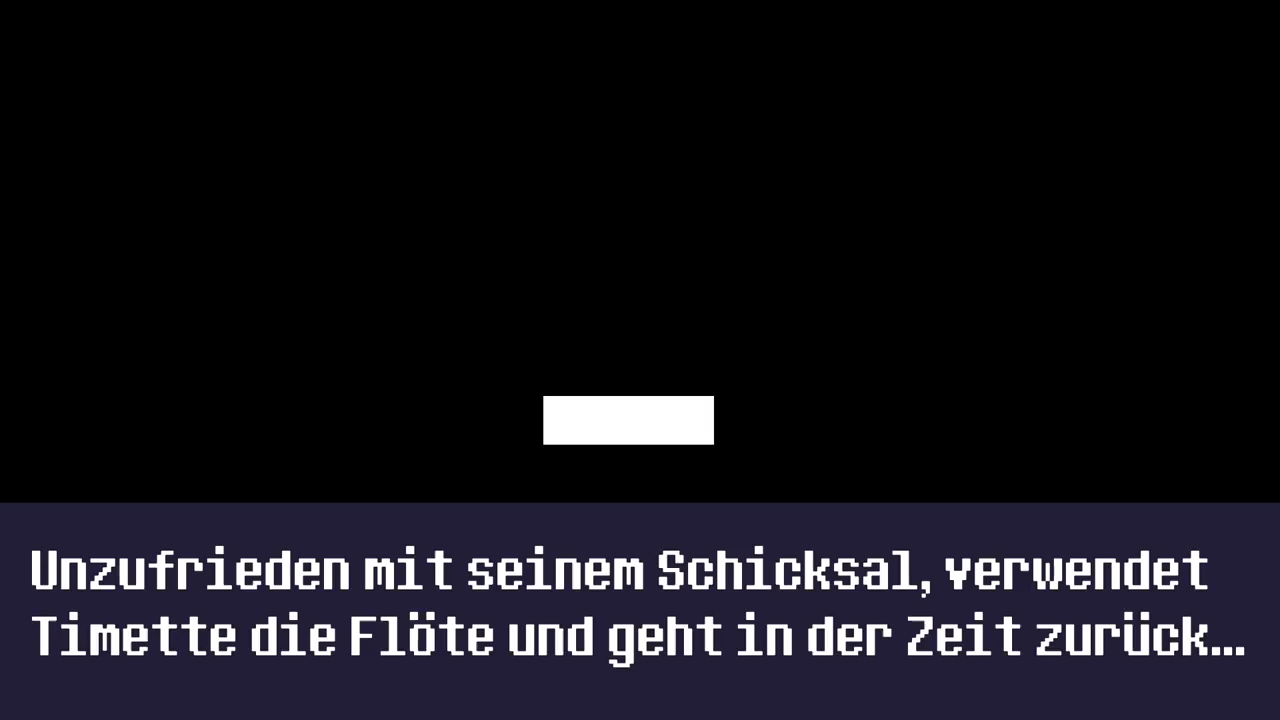 Unzufrieden mit seinem Schicksal, verwendet
Timette die Flöte und geht in der Zeit zurück...